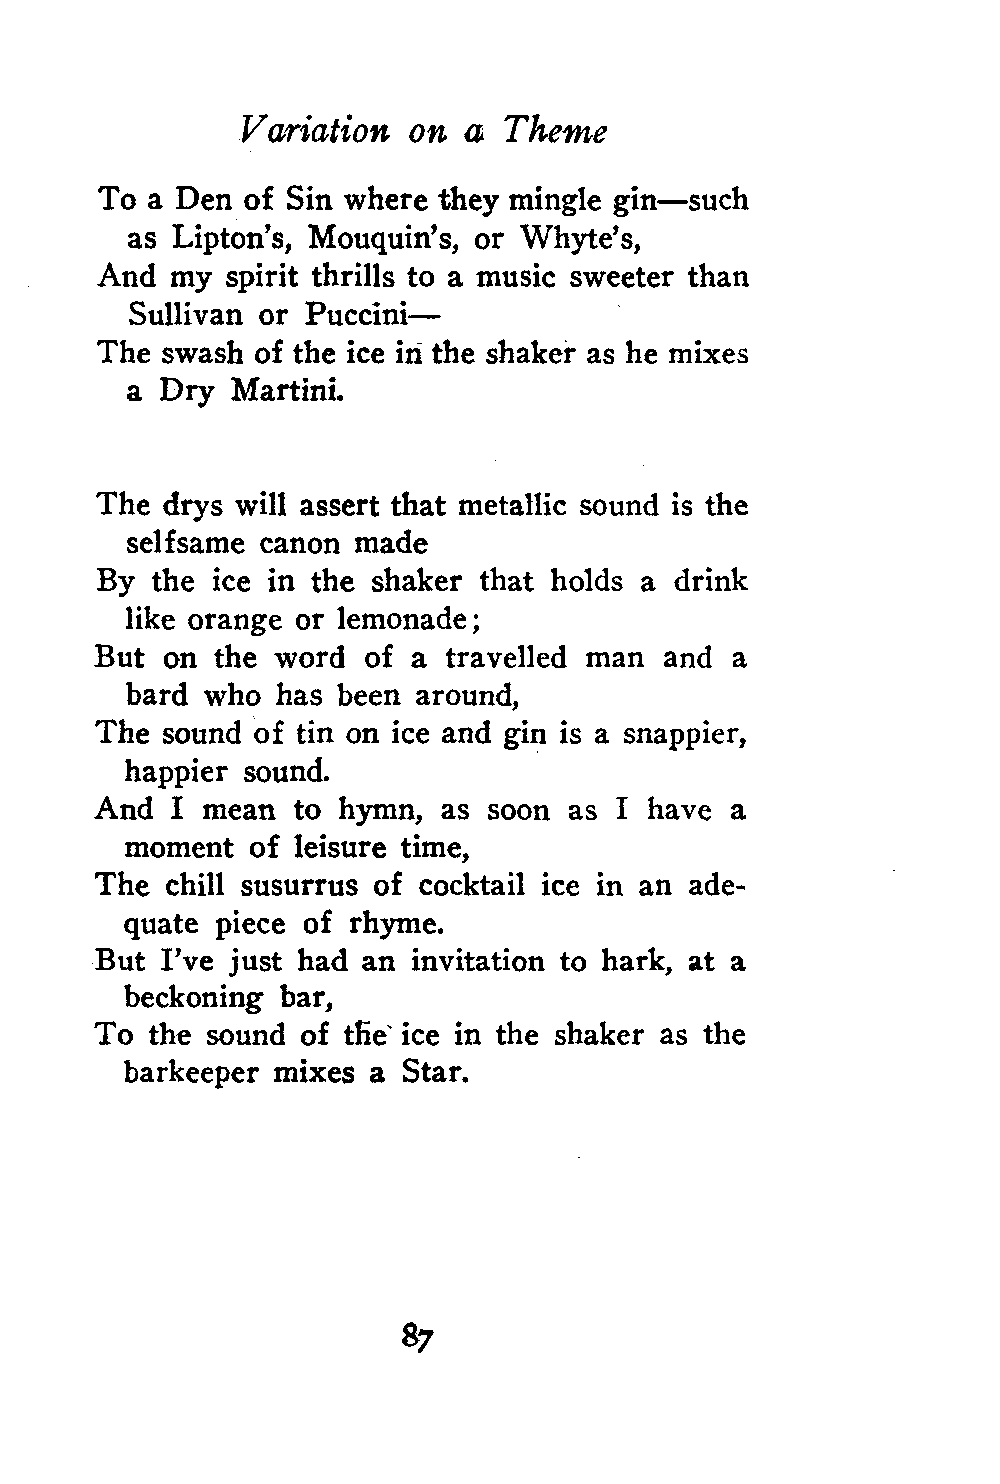 Variation on a Theme
To a Den of Sin where they mingle gin—such
as Lipton's, Mouquin's, or Whyte's,
And my spirit thrills to a music sweeter than
Sullivan or Puccini—
The swash of the ice in the shaker as he mixes
a Dry Martini.
The drys will assert that metallic sound is the
selfsame canon made
By the ice in the shaker that holds a drink
like orange or lemonade;
But on the word of a travelled man and a
bard who has been around,
The sound of tin on ice and gin is a snappier,
happier sound.
And I mean to hymn, as soon as I have a
moment of leisure time,
The chill susurrus of cocktail ice in an ade-
quate piece of rhyme.
But I've just had an invitation to hark, at a
beckoning bar,
To the sound of the ice in the shaker as the
barkeeper mixes a Star.
87